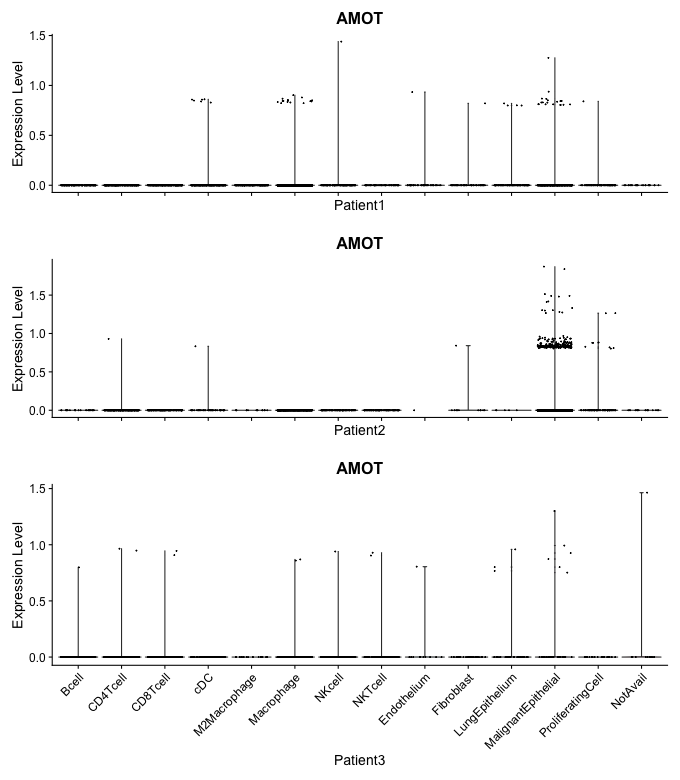 AMOT
Expression Level
1.5
1.0
0.5
0.0
Patient1
AMOT
Expression Level
1.5
1.0
0.5
0.0
Patient2
AMOT
Expression Level
1.5
1.0
0.5
0.0
Bcell
CD4Tcell
CD8Tcell
cDC
M2Macrophage
Macrophage
NKcell
NKTcell
Endothelium
Fibroblast
LungEpithelium
MalignantEpithelial
ProliferatingCell
NotAvail
Patient3